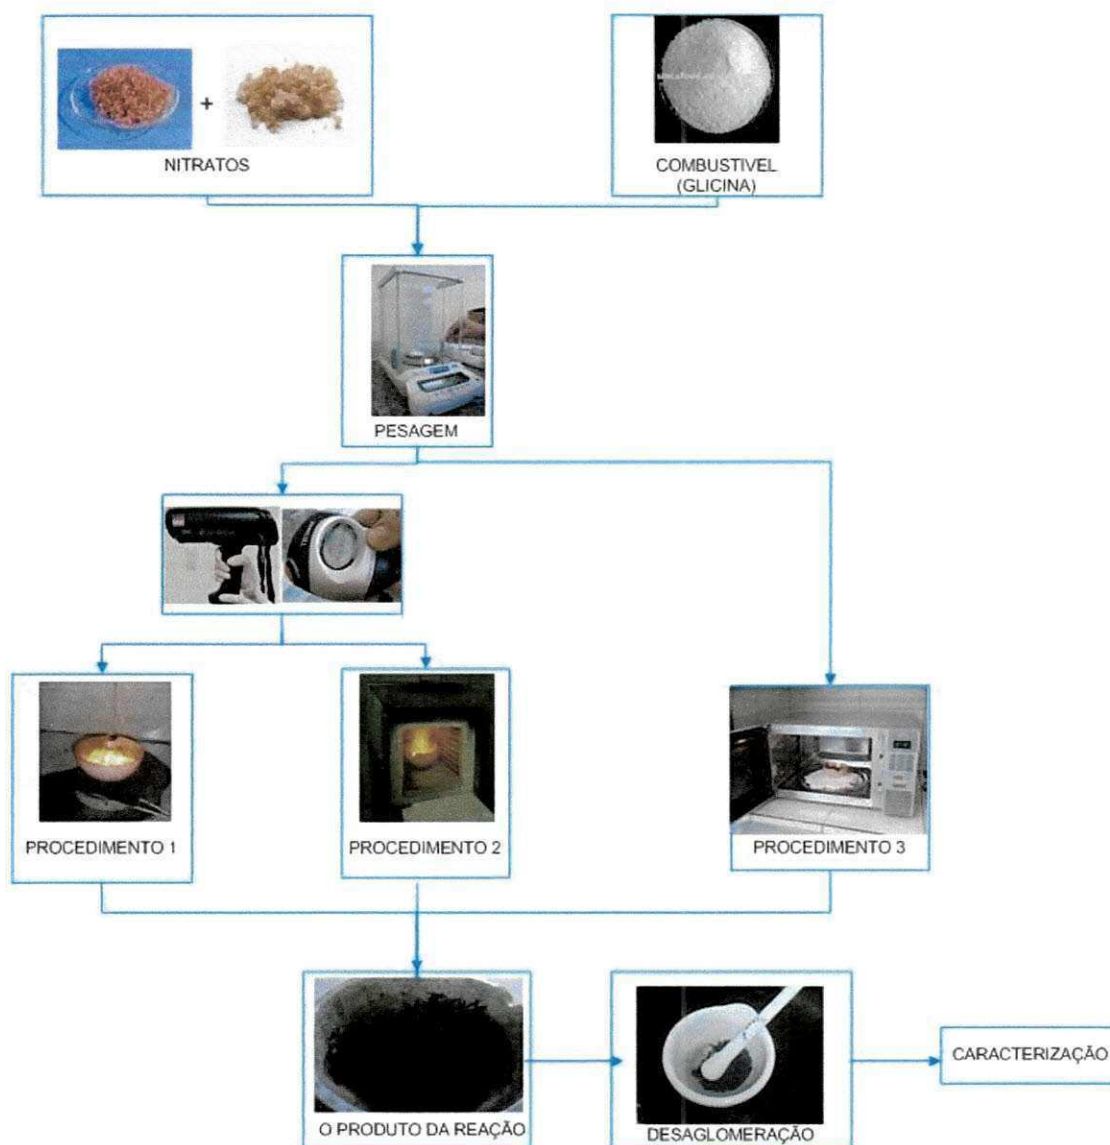 +
NITRATOS
COMBUSTIVEL
(GLICINA)
PESAGEM
PROCEDIMENTO 1
PROCEDIMENTO 2
PROCEDIMENTO 3
O PRODUTO DA REAÇÃO
DESAGLOMERAÇÃO
CARACTERIZAÇÃO